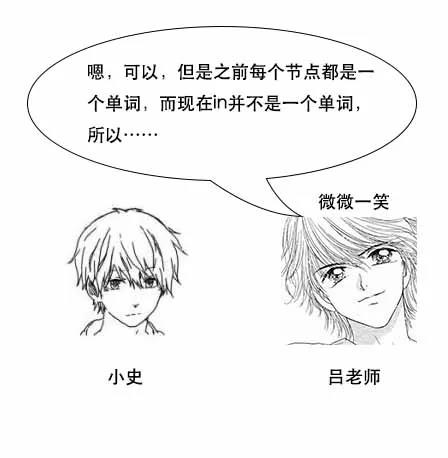 嗯，可以，但是之前每个节点都是一
个单词，而现在in并不是一个单词，
所以……
微微一笑
小史
吕老师